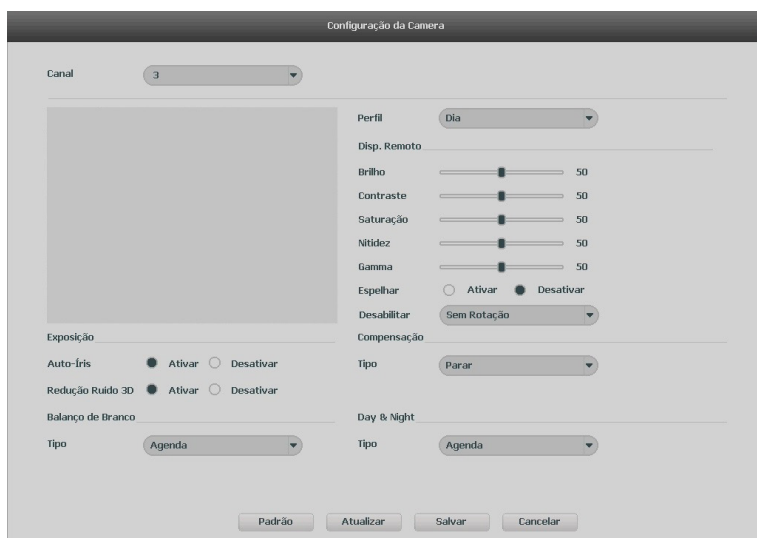 Configuração da Camera
Canal 3
Perfil Dia
Disp. Remoto
Brilho 50
Contraste 50
Saturação 50
Nitidez 50
Gamma 50
Espelhar Ativar Desativar
Desabilitar Sem Rotação
Exposição
Auto-Íris Ativar Desativar
Redução Ruido 3D Ativar Desativar
Compensação
Tipo Parar
Balanço de Branco
Tipo Agenda
Day & Night
Tipo Agenda
Padrão Atualizar Salvar Cancelar